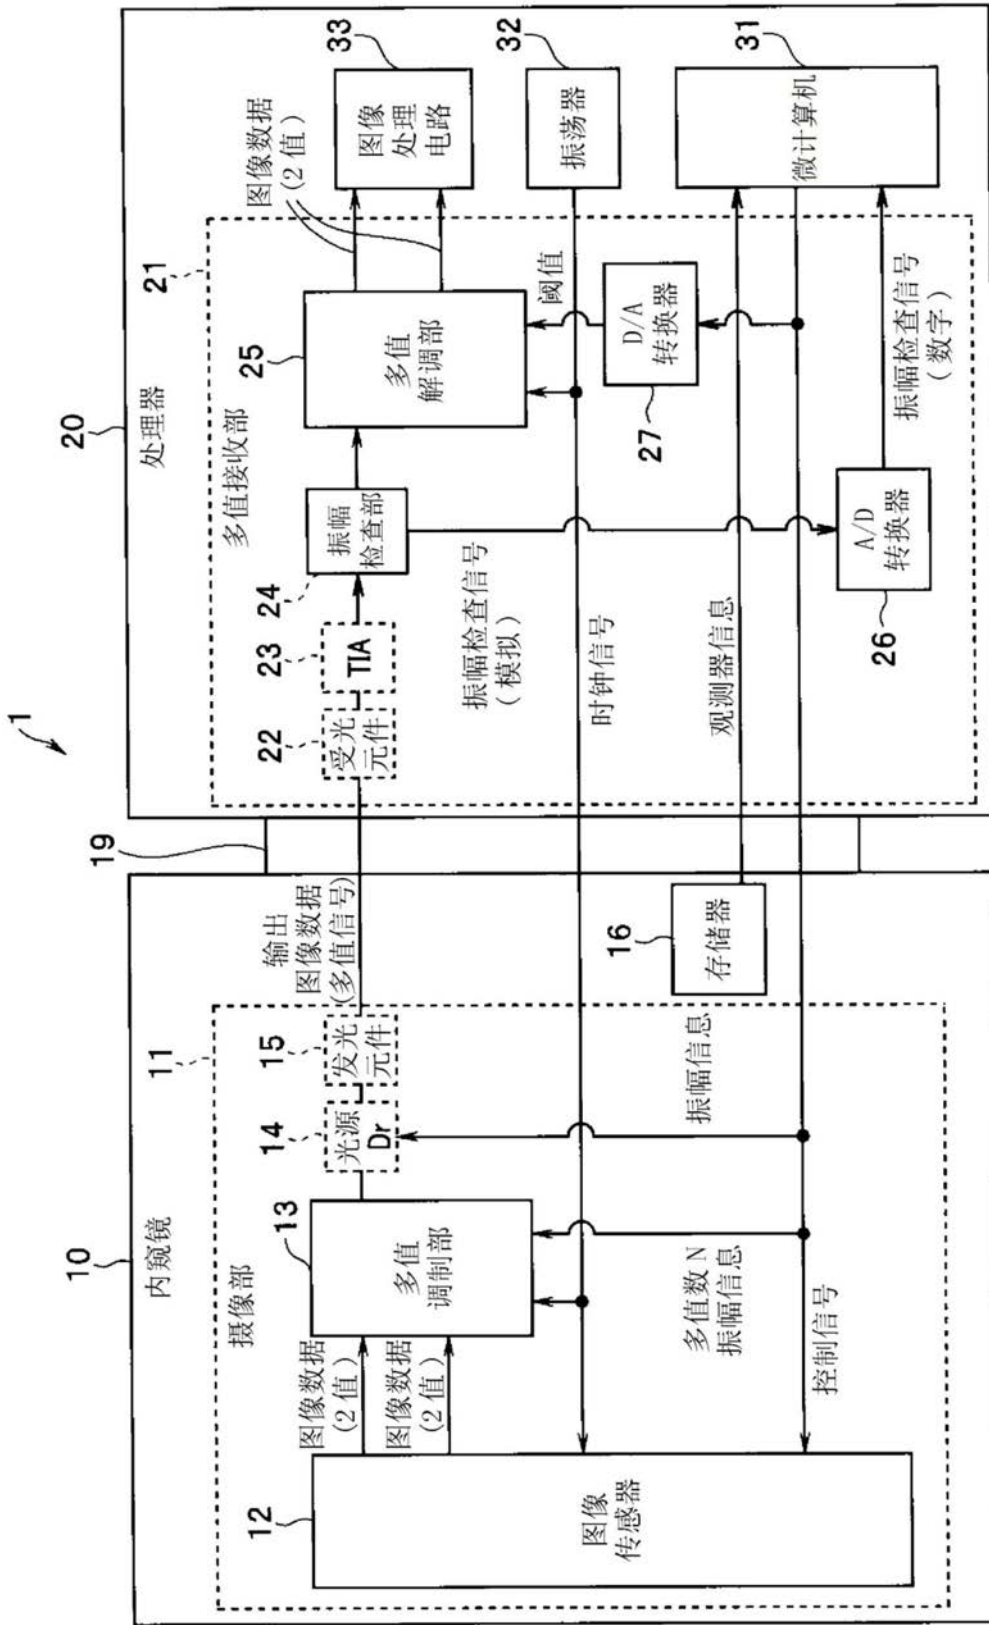 1
10
内窥镜
11
摄像部
12
图像
传感器
图像数据
(2值)
图像数据
(2值)
13
多值
调制部
14
光源
Dr
15
发光
元件
输出
图像数据
(多值信号)
多值数N
振幅信息
控制信号
振幅信息
16
存储器
19
20
处理器
21
多值接收部
22
受光
元件
23
TIA
24
振幅
检查部
25
多值
解调部
振幅检查信号
(模拟)
时钟信号
观测器信息
26
A/D
转换器
27
D/A
转换器
阈值
振幅检查信号
(数字)
图像数据
(2值)
33
图像
处理
电路
32
振荡器
31
微计算机